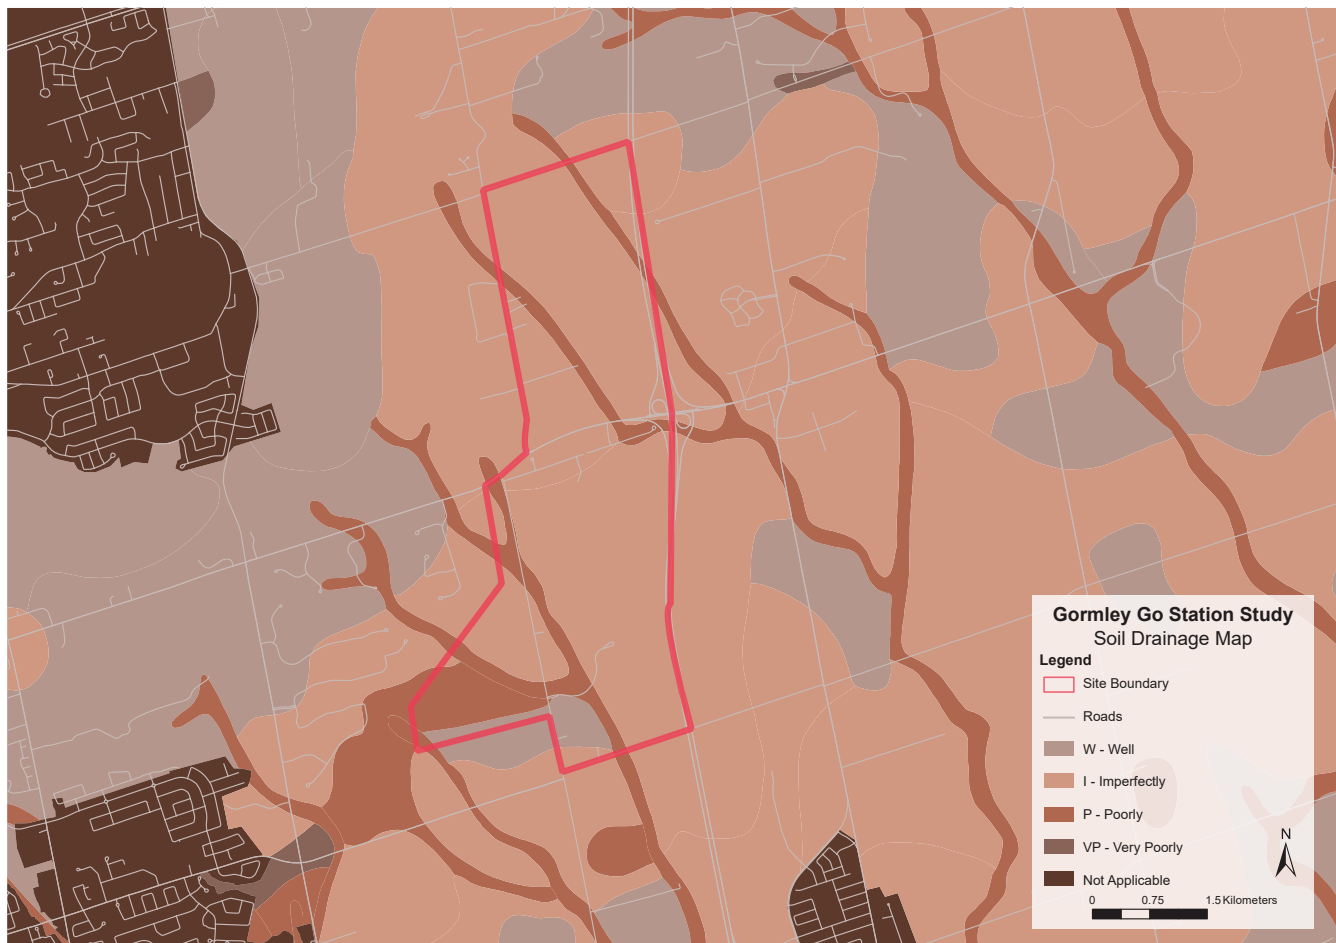 Gormley Go Station Study
Soil Drainage Map
Legend
Site Boundary
Roads
W - Well
I - Imperfectly
P - Poorly
VP - Very Poorly
Not Applicable
N
0 0.75 1.5 Kilometers